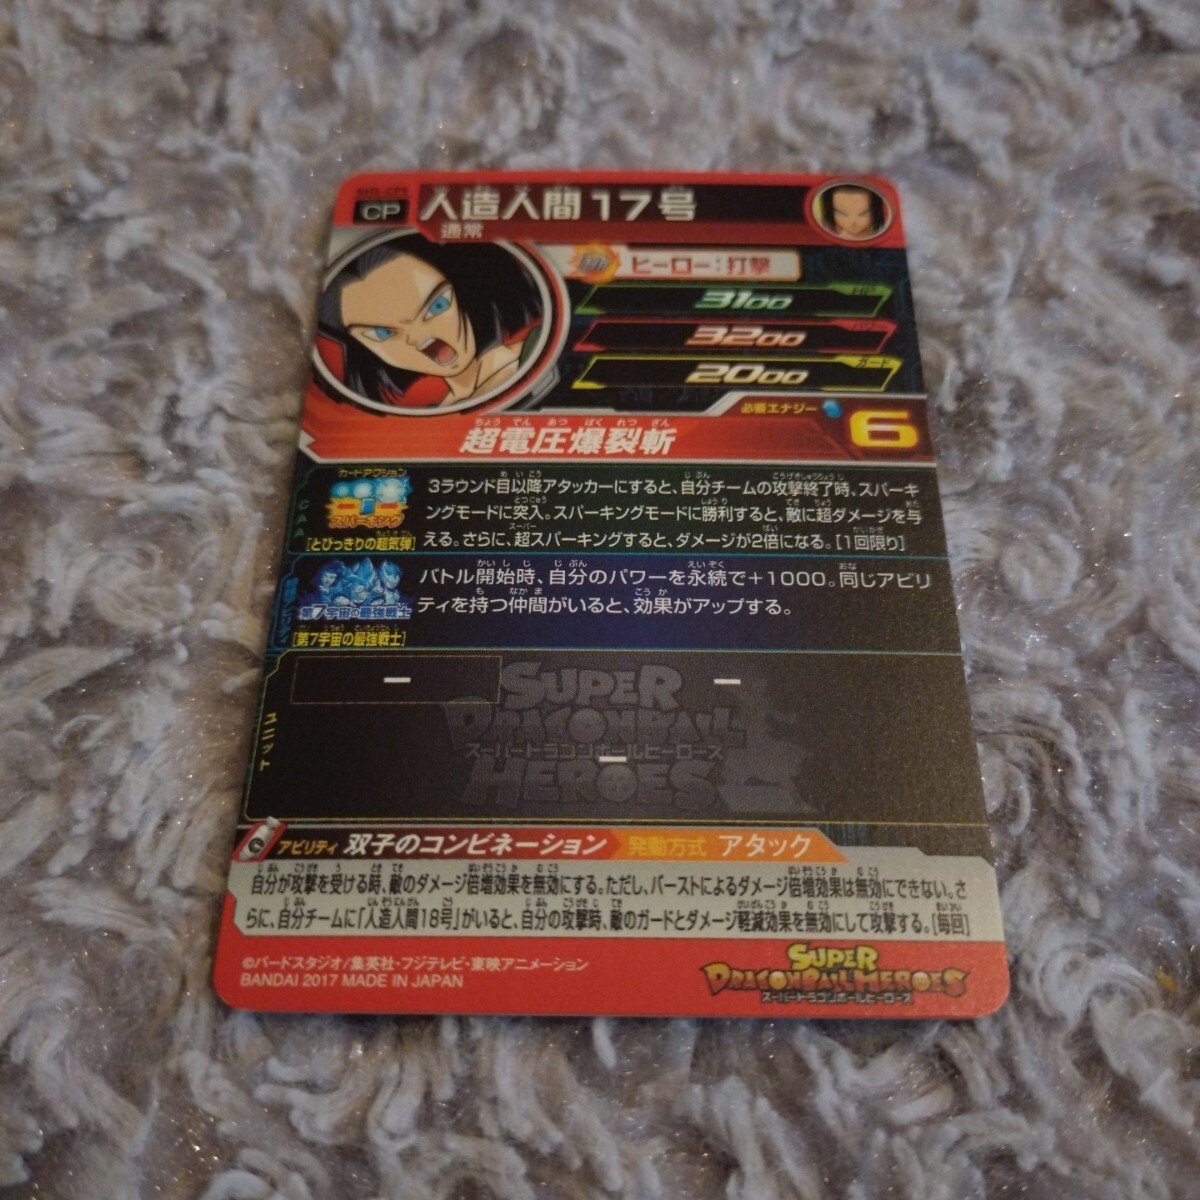 CP
人造人間17号
通常
ヒーロー:打撃
HP
3100
パワー
3200
ガード
2000
必要エナジー
6
ちょう でん あつ ばく れつ ざん
超電圧爆裂斬
カードアクション
スパーキング
[とびっきりの超気弾]
CAA
3ラウンド目以降アタッカーにすると、自分チームの攻撃終了時、スパーキ
ングモードに突入。スパーキングモードに勝利すると、敵に超ダメージを与
える。さらに、超スパーキングすると、ダメージが2倍になる。[1回限り]
第7宇宙の最強戦士
[第7宇宙の最強戦士]
バトル開始時、自分のパワーを永続で+1000。同じアビリ
ティを持つ仲間がいると、効果がアップする。
ユニット
SUPER
DRAGONBALL
スーパードラゴンボールヒーローズ
HEROES
アビリティ 双子のコンビネーション 発動方式 アタック
自分が攻撃を受ける時、敵のダメージ倍増効果を無効にする。ただし、バーストによるダメージ倍増効果は無効にできない。さ
らに、自分チームに「人造人間18号」がいると、自分の攻撃時、敵のガードとダメージ軽減効果を無効にして攻撃する。[毎回]
©バードスタジオ/集英社・フジテレビ・東映アニメーション
BANDAI 2017 MADE IN JAPAN
SUPER
DRAGONBALL HEROES
スーパードラゴンボールヒーローズ